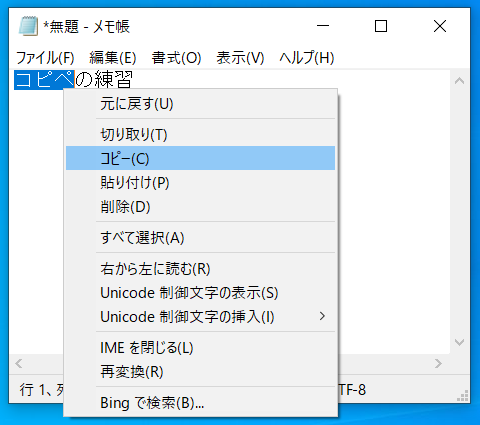 *無題 - メモ帳
ファイル(F) 編集(E) 書式(O) 表示(V) ヘルプ(H)
コピペの練習
元に戻す(U)
切り取り(T)
コピー(C)
貼り付け(P)
削除(D)
すべて選択(A)
右から左に読む(R)
Unicode 制御文字の表示(S)
Unicode 制御文字の挿入(I)
IME を閉じる(L)
再変換(R)
Bing で検索(B)...
行 1、 TF-8